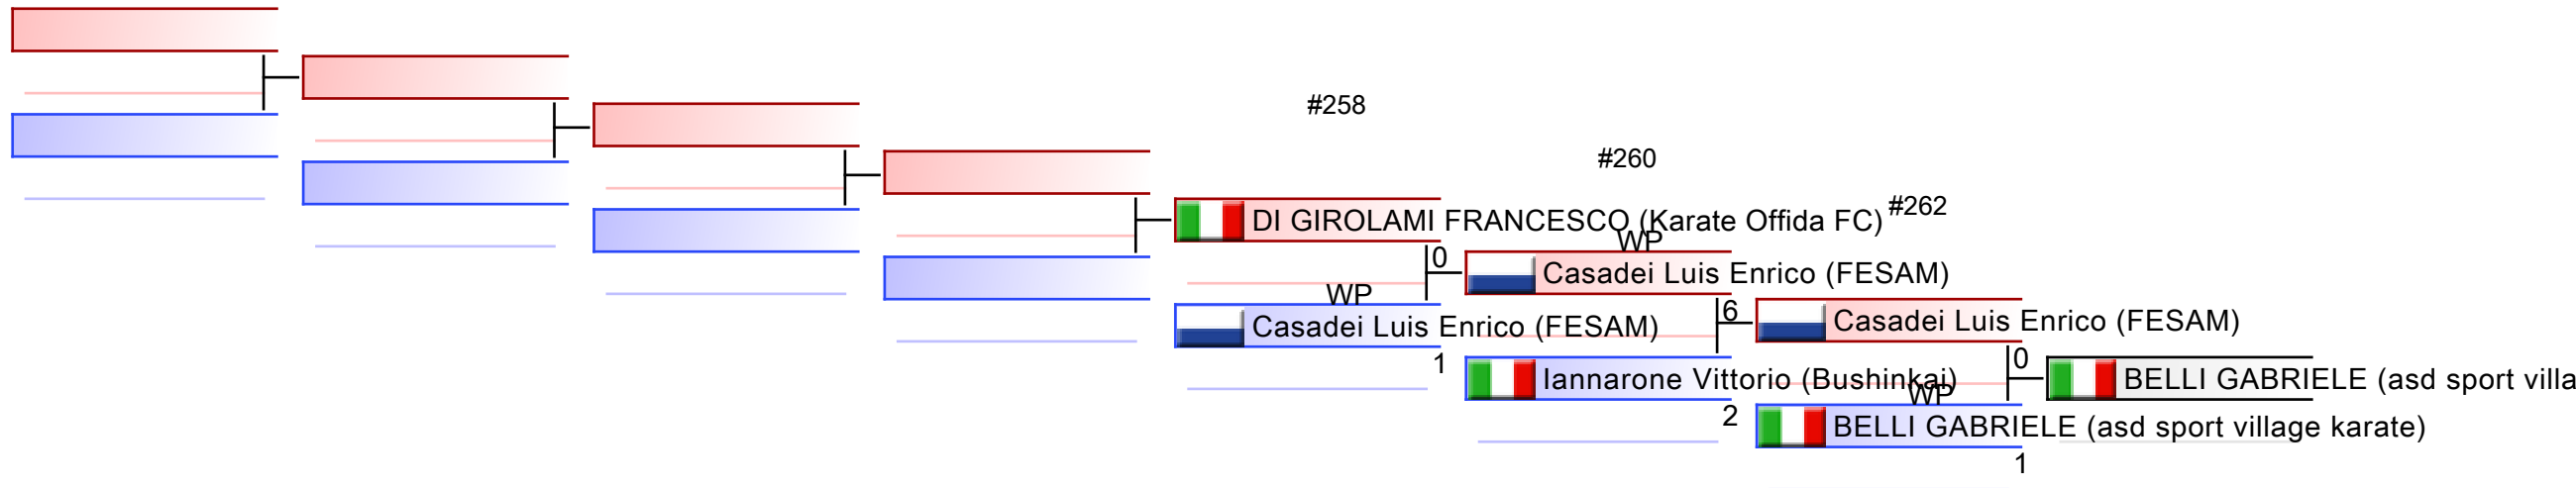 #258
#260
#262
DI GIROLAMI FRANCESCO (Karate Offida FC)
WP
0
Casadei Luis Enrico (FESAM)
WP
Casadei Luis Enrico (FESAM)
1
6
Casadei Luis Enrico (FESAM)
Iannarone Vittorio (Bushinkai)
2
0
WP
BELLI GABRIELE (asd sport villa
BELLI GABRIELE (asd sport village karate)
1